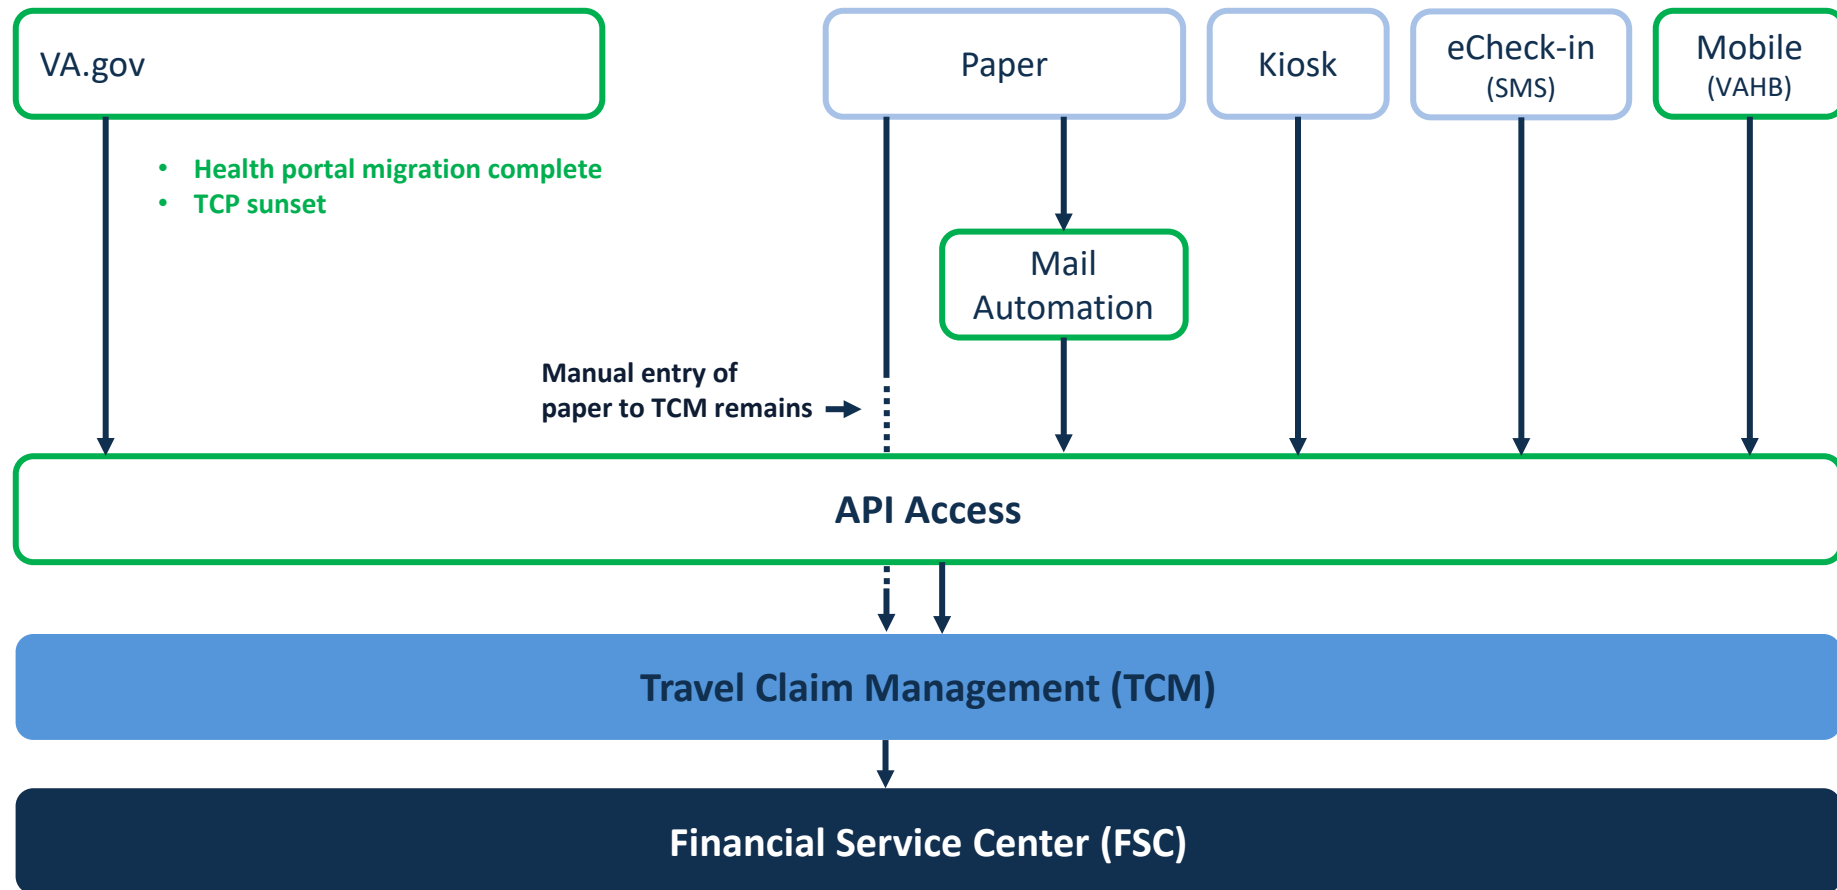 VA.gov
Paper
Kiosk
eCheck-in
(SMS)
Mobile
(VAHB)
• Health portal migration complete
• TCP sunset
Mail
Automation
Manual entry of
paper to TCM remains
API Access
Travel Claim Management (TCM)
Financial Service Center (FSC)